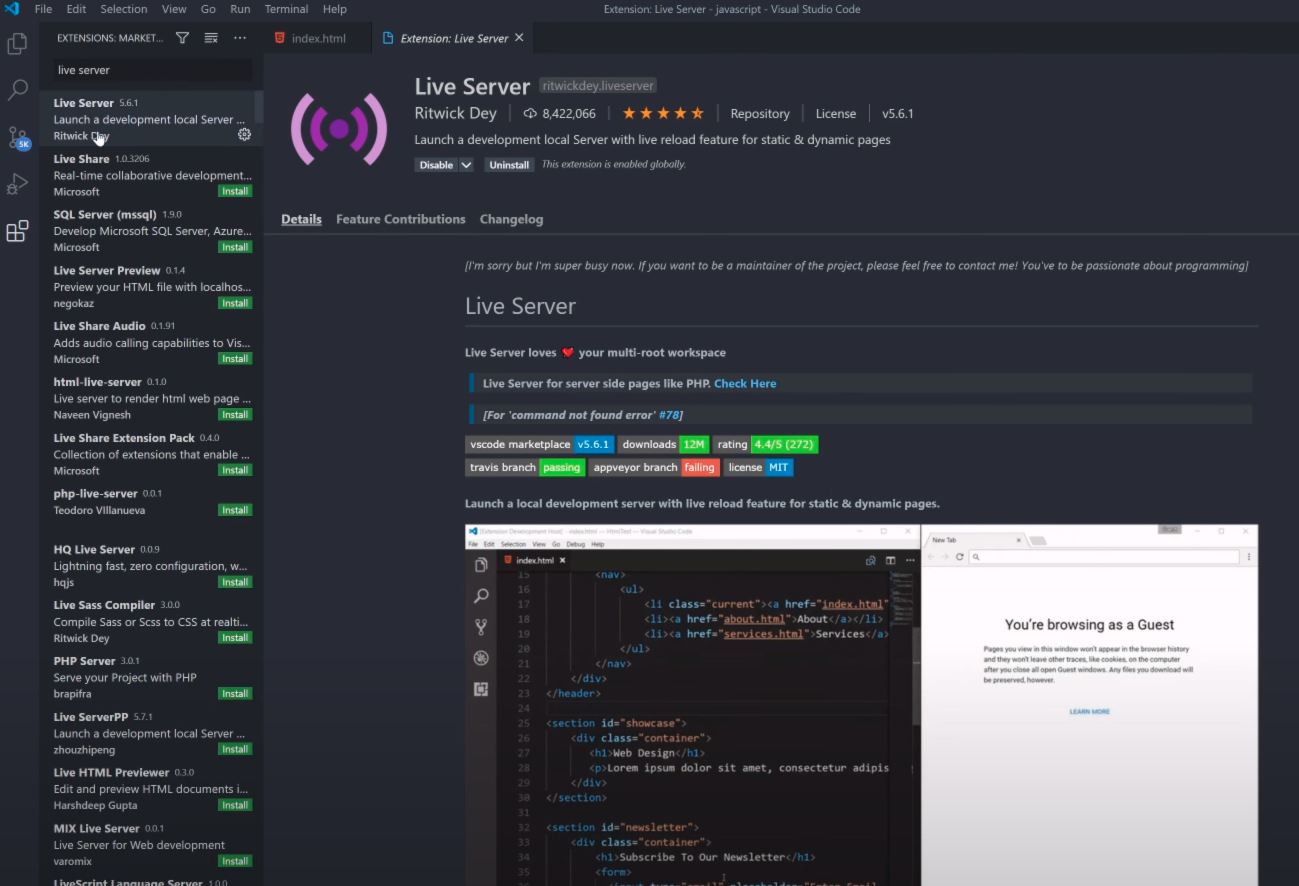 File Edit Selection View Go Run Terminal Help
Extension: Live Server - javascript - Visual Studio Code
EXTENSIONS: MARKET...
index.html
Extension: Live Server
live server
5K
Live Server 5.6.1
Launch a development local Server ...
Ritwick Dey
Live Share 1.0.3206
Real-time collaborative development...
Microsoft Install
SQL Server (mssql) 1.9.0
Develop Microsoft SQL Server, Azure...
Microsoft Install
Live Server Preview 0.1.4
Preview your HTML file with localhos...
negokaz Install
Live Share Audio 0.1.91
Adds audio calling capabilities to Vis...
Microsoft Install
html-live-server 0.1.0
Live server to render html web page ...
Naveen Vignesh Install
Live Share Extension Pack 0.4.0
Collection of extensions that enable ...
Microsoft Install
php-live-server 0.0.1
Teodoro VIllanueva Install
HQ Live Server 0.0.9
Lightning fast, zero configuration, w...
hqjs Install
Live Sass Compiler 3.0.0
Compile Sass or Scss to CSS at realti...
Ritwick Dey Install
PHP Server 3.0.1
Serve your Project with PHP
brapifra Install
Live ServerPP 5.7.1
Launch a development local Server ...
zhouzhipeng Install
Live HTML Previewer 0.3.0
Edit and preview HTML documents i...
Harshdeep Gupta Install
MIX Live Server 0.0.1
Live Server for Web development
varomix Install
LiveScript Language Server 1.0.0
Live Server ritwickdey.liveserver
Ritwick Dey 8,422,066 Repository License v5.6.1
Launch a development local Server with live reload feature for static & dynamic pages
Disable Uninstall This extension is enabled globally.
Details Feature Contributions Changelog
[I'm sorry but I'm super busy now. If you want to be a maintainer of the project, please feel free to contact me! You've to be passionate about programming]
Live Server
Live Server loves ❤️ your multi-root workspace
Live Server for server side pages like PHP. Check Here
[For 'command not found error' #78]
vscode marketplace v5.6.1 downloads 12M rating 4.4/5 (272)
travis branch passing appveyor branch failing license MIT
Launch a local development server with live reload feature for static & dynamic pages.
[Extension Development Host] - index.htm — HtmlTest — Visual Studio Code
File Edit Selection View Go Debug Help
index.html
15 <nav>
16 <ul>
17 <li class="current"><a href="index.html"
18 <li><a href="about.html">About</a></li>
19 <li><a href="services.html">Services</a>
20 </ul>
21 </nav>
22 </div>
23 </header>
24
25 <section id="showcase">
26 <div class="container">
27 <h1>Web Design</h1>
28 <p>Lorem ipsum dolor sit amet, consectetur adipis
29 </div>
30 </section>
31
32 <section id="newsletter">
33 <div class="container">
34 <h1>Subscribe To Our Newsletter</h1>
35 <form>
New Tab
You're browsing as a Guest
Pages you view in this window won't appear in the browser history
and they won't leave other traces, like cookies, on the computer
after you close all open Guest windows. Any files you download will
be preserved, however.
LEARN MORE